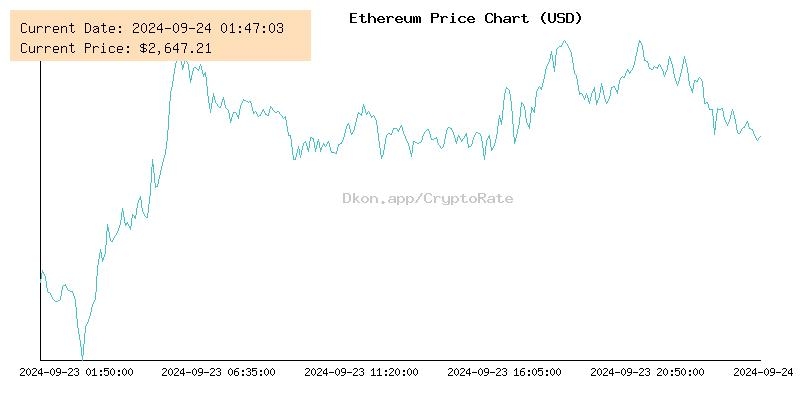 Ethereum Price Chart (USD)
Current Date: 2024-09-24 01:47:03
Current Price: $2,647.21
Dkon.app/CryptoRate
2024-09-23 01:50:00 2024-09-23 06:35:00 2024-09-23 11:20:00 2024-09-23 16:05:00 2024-09-23 20:50:00 2024-09-24